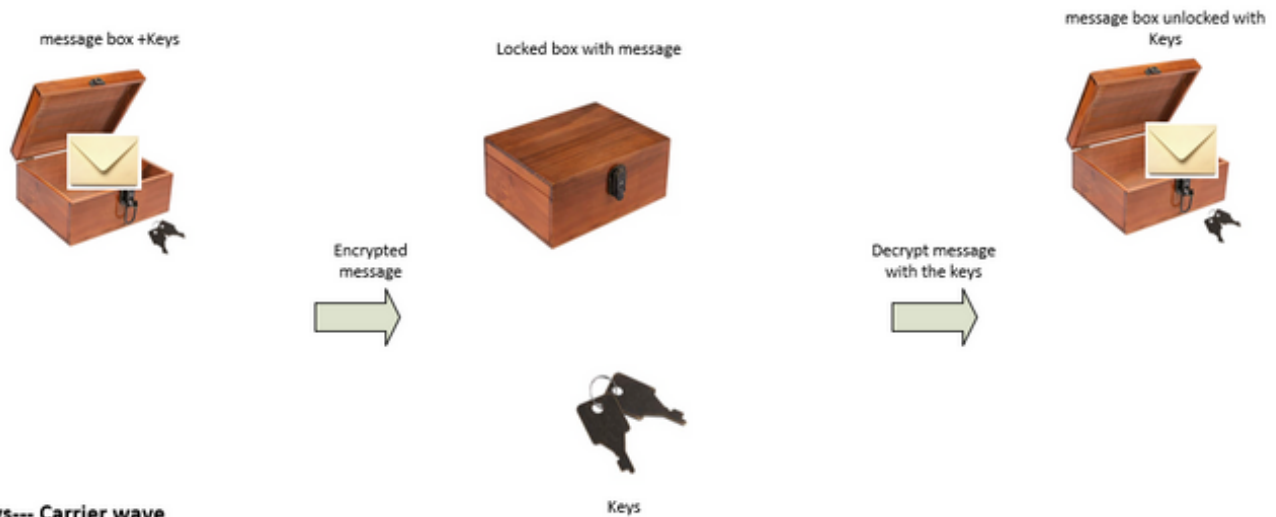 message box +Keys
Locked box with message
message box unlocked with
Keys
Encrypted
message
Decrypt message
with the keys
Keys
Carrier wave